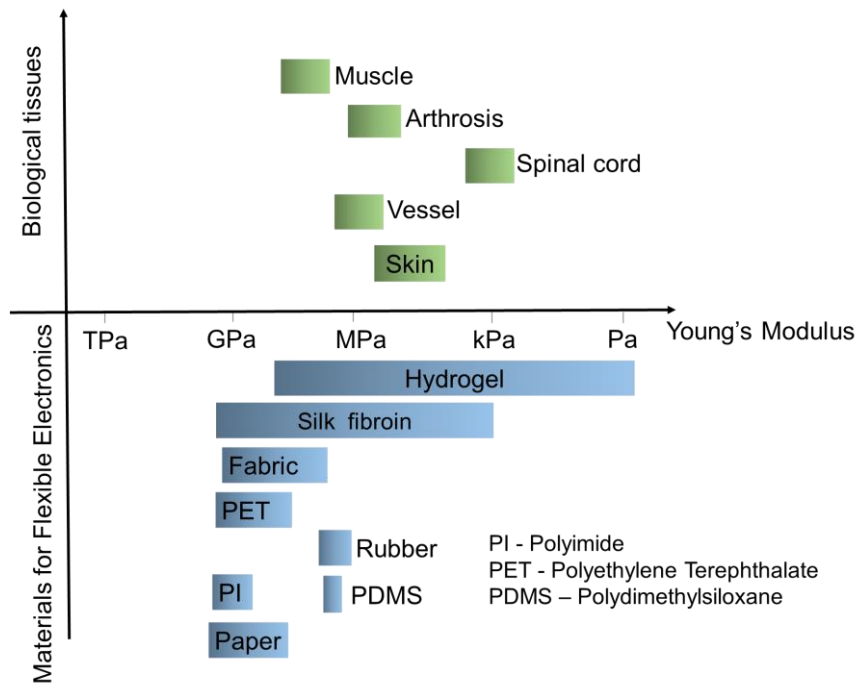 Biological tissues
Muscle
Arthrosis
Spinal cord
Vessel
Skin
TPa GPa MPa kPa Pa Young's Modulus
Materials for Flexible Electronics
Hydrogel
Silk fibroin
Fabric
PET
Rubber
PI
PDMS
Paper
PI - Polyimide
PET - Polyethylene Terephthalate
PDMS – Polydimethylsiloxane